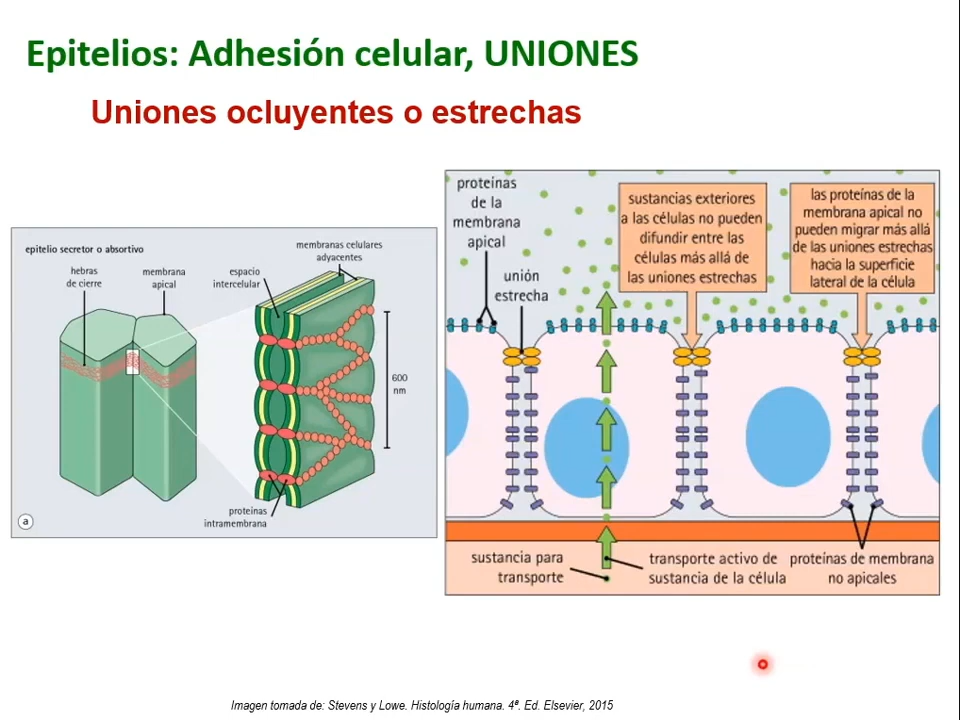 Epitelios: Adhesión celular, UNIONES
Uniones ocluyentes o estrechas
epitelio secretor o absortivo
hebras
de cierre
membrana
apical
espacio
intercelular
membranas celulares
adyacentes
600
nm
proteínas
intramembrana
a
proteínas
de la
membrana
apical
unión
estrecha
sustancias exteriores
a las células no pueden
difundir entre las
células más allá de
las uniones estrechas
las proteínas de la
membrana apical no
pueden migrar más allá
de las uniones estrechas
hacia la superficie
lateral de la célula
sustancia para
transporte
transporte activo de
sustancia de la célula
proteínas de membrana
no apicales
Imagen tomada de: Stevens y Lowe. Histología humana. 4ª. Ed. Elsevier, 2015